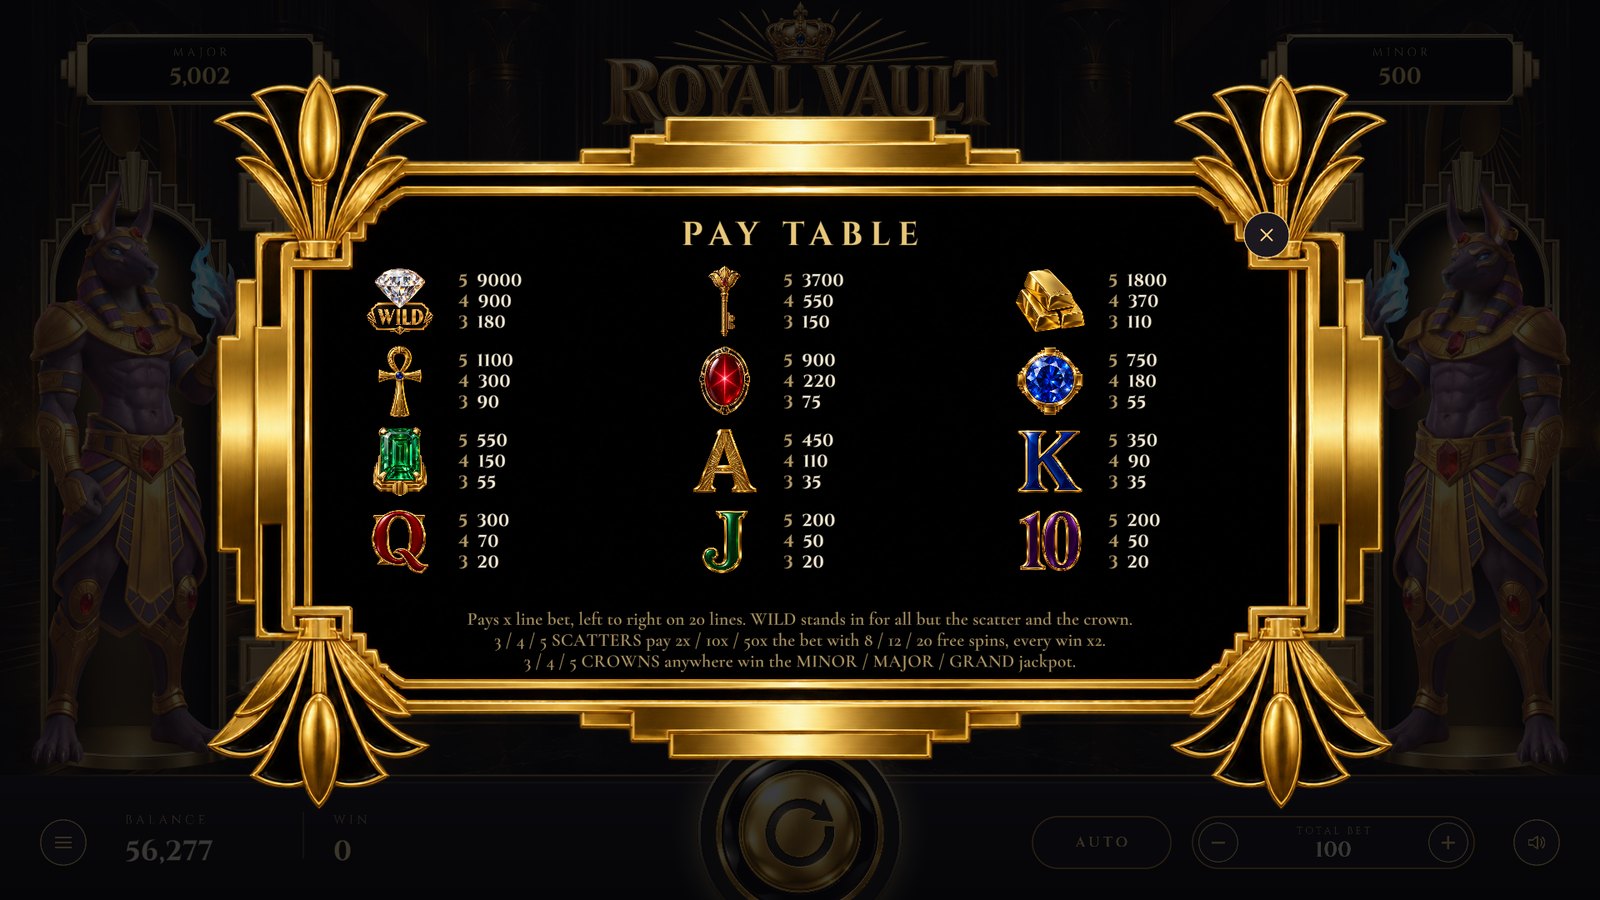 MAJOR
5,002
ROYAL VAULT
MINOR
500
PAY TABLE
5 9000
4 900
3 180
WILD
5 3700
4 550
3 150
5 1800
4 370
3 110
5 1100
4 300
3 90
5 900
4 220
3 75
5 750
4 180
3 55
5 550
4 150
3 55
A
5 450
4 110
3 35
K
5 350
4 90
3 35
Q
5 300
4 70
3 20
J
5 200
4 50
3 20
10
5 200
4 50
3 20
Pays x line bet, left to right on 20 lines. WILD stands in for all but the scatter and the crown.
3 / 4 / 5 SCATTERS pay 2x / 10x / 50x the bet with 8 / 12 / 20 free spins, every win x2.
3 / 4 / 5 CROWNS anywhere win the MINOR / MAJOR / GRAND jackpot.
BALANCE
56,277
WIN
0
AUTO
TOTAL BET
100